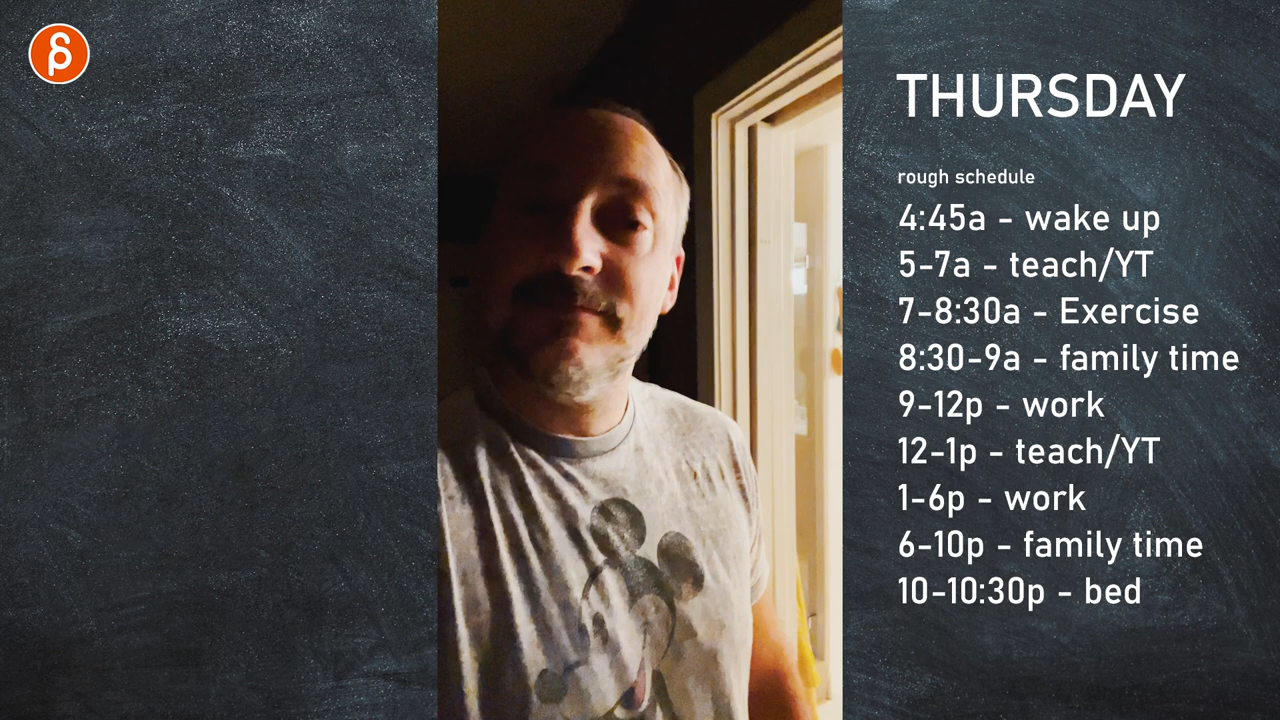 THURSDAY
rough schedule
4:45a - wake up
5-7a - teach/YT
7-8:30a - Exercise
8:30-9a - family time
9-12p - work
12-1p - teach/YT
1-6p - work
6-10p - family time
10-10:30p - bed